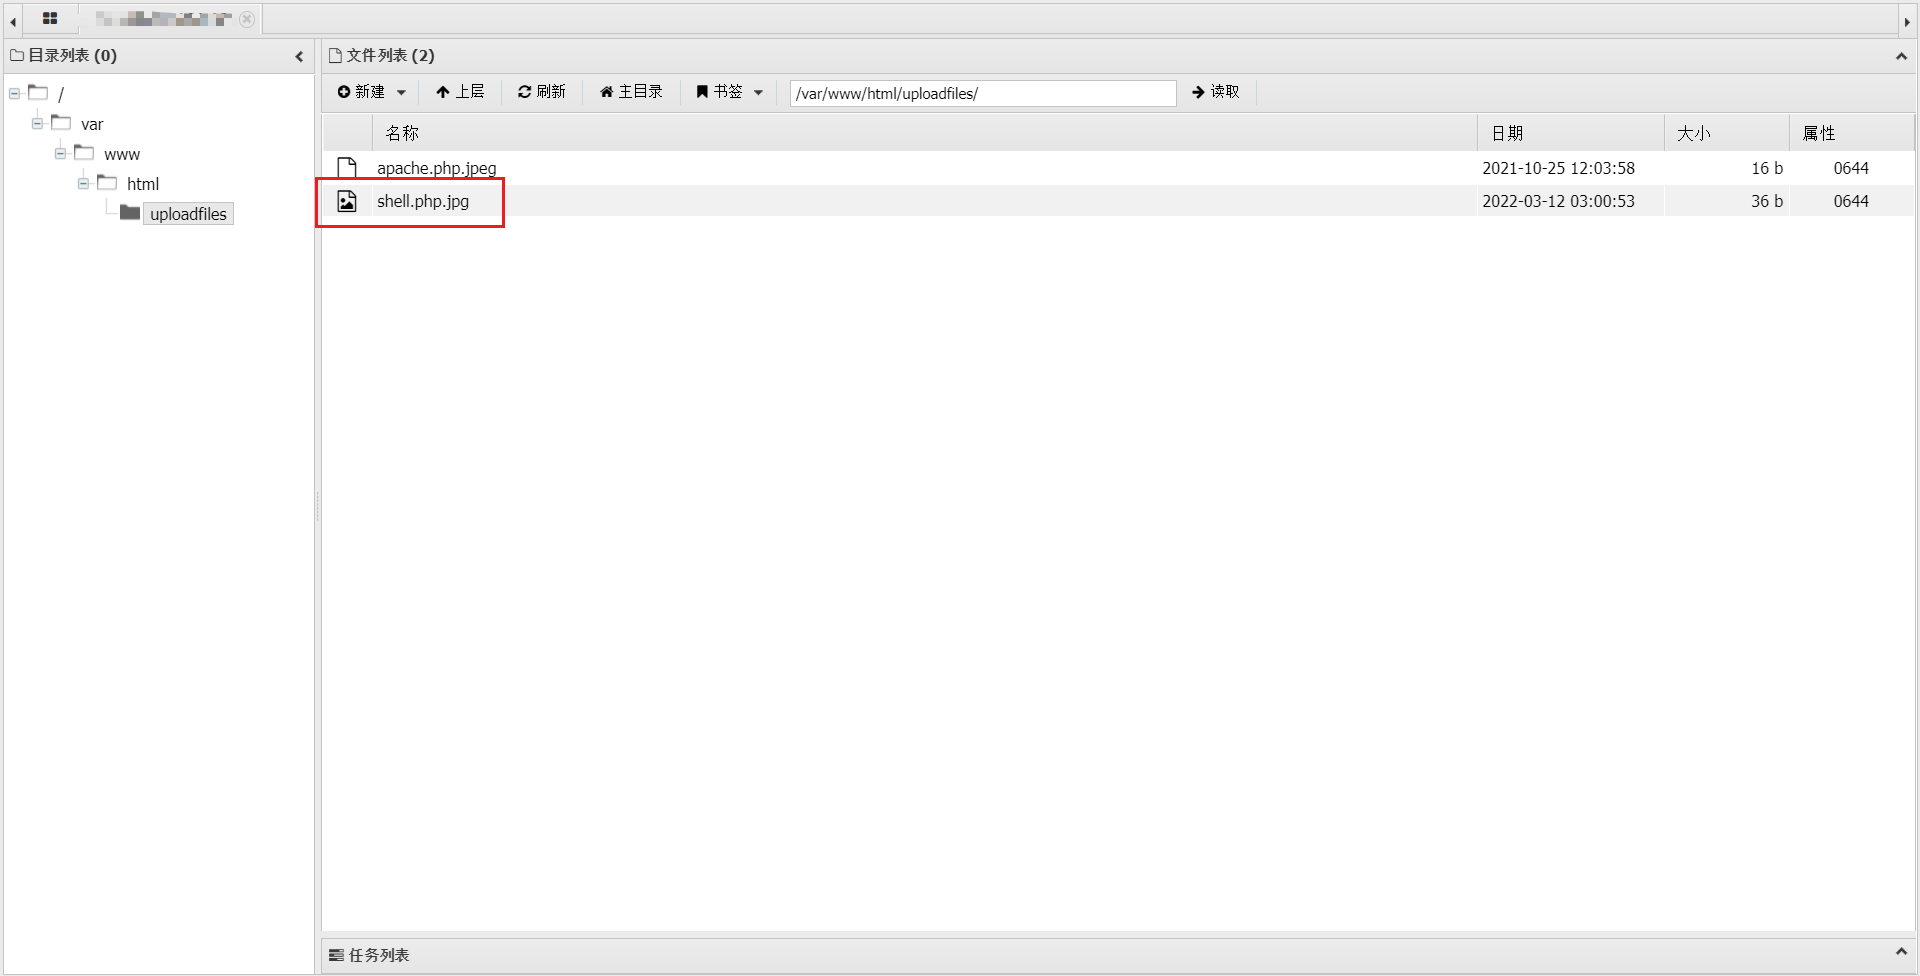 目录列表 (0)
/
var
www
html
uploadfiles
文件列表 (2)
新建 上层 刷新 主目录 书签 /var/www/html/uploadfiles/ 读取
名称 日期 大小 属性
apache.php.jpeg 2021-10-25 12:03:58 16 b 0644
shell.php.jpg 2022-03-12 03:00:53 36 b 0644
任务列表